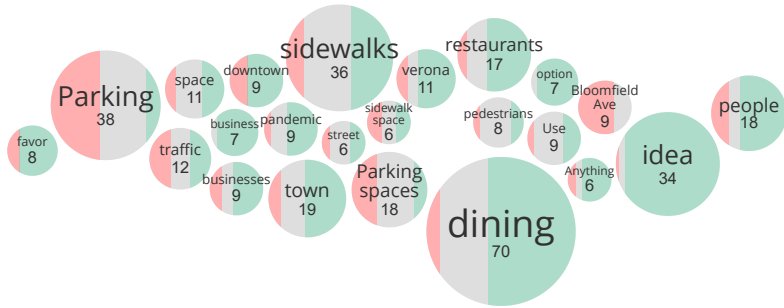 sidewalks
36
restaurants
17
Parking
38
space
11
downtown
9
verona
11
option
7
Bloomfield
Ave
9
people
18
favor
8
traffic
12
business
7
pandemic
9
street
6
sidewalk
space
6
pedestrians
8
Use
9
idea
34
businesses
9
town
19
Parking
spaces
18
dining
70
Anything
6